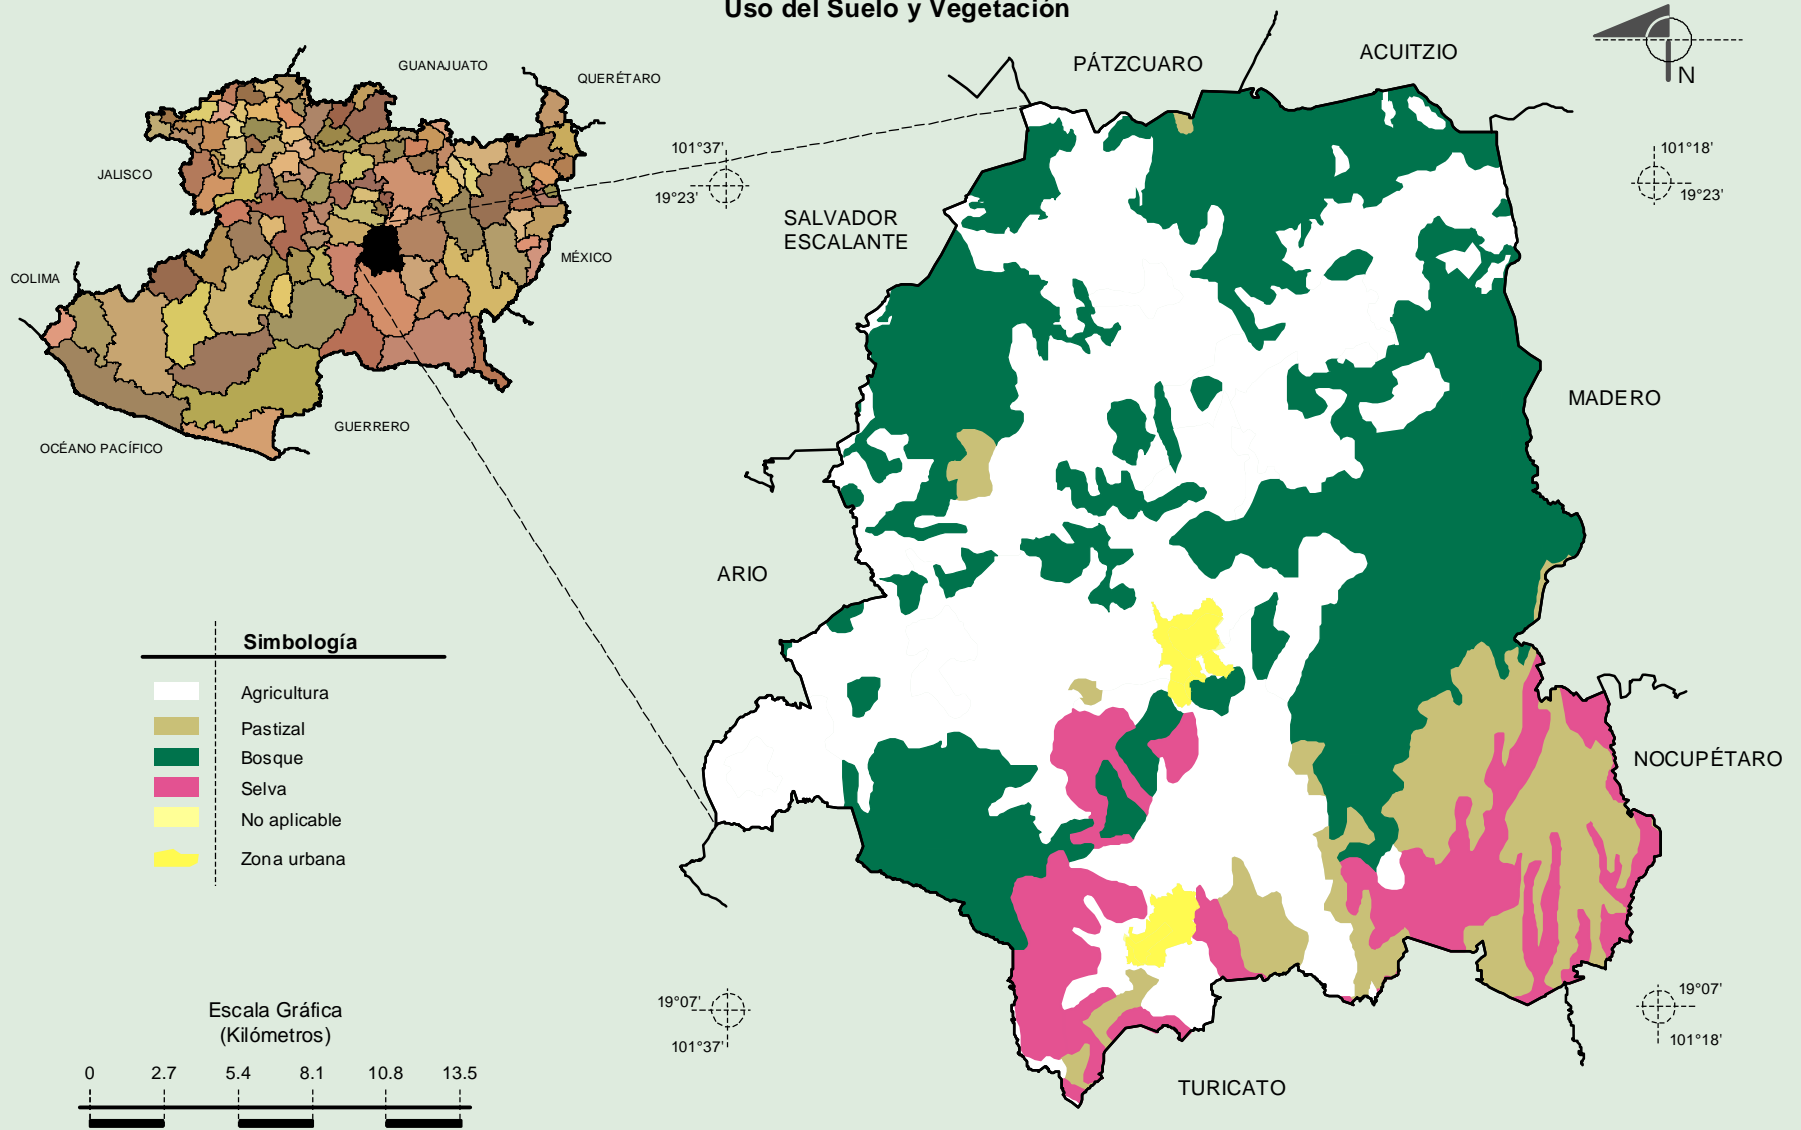 Uso del Suelo y Vegetación
GUANAJUATO
QUERÉTARO
JALISCO
COLIMA
MÉXICO
GUERRERO
OCÉANO PACÍFICO
PÁTZCUARO
ACUITZIO
N
101°37'
19°23'
101°18'
19°23'
SALVADOR
ESCALANTE
MADERO
ARIO
NOCUPÉTARO
TURICATO
Simbología
Agricultura
Pastizal
Bosque
Selva
No aplicable
Zona urbana
19°07'
101°37'
19°07'
101°18'
Escala Gráfica
(Kilómetros)
0 2.7 5.4 8.1 10.8 13.5